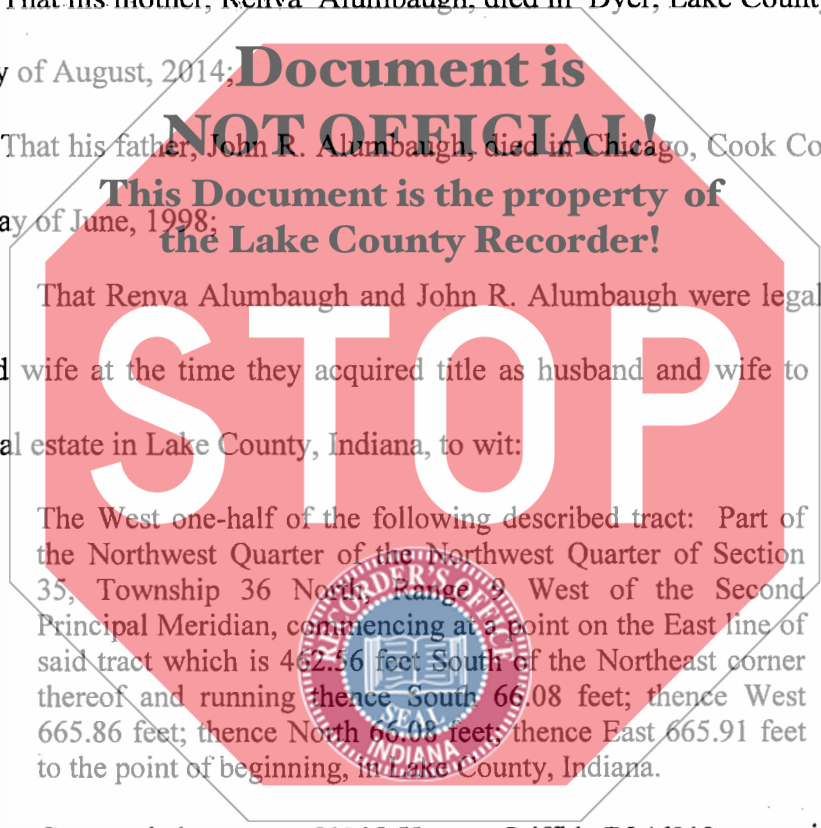 That his mother, Renva Alumbaugh, died in Dyer, Lake County
y of August, 2014;
Document is
NOT OFFICIAL!
That his father, John R. Alumbaugh, died in Chicago, Cook Co
This Document is the property of
ay of June, 1998;
the Lake County Recorder!
That Renva Alumbaugh and John R. Alumbaugh were legal
STOP
d wife at the time they acquired title as husband and wife to
al estate in Lake County, Indiana, to wit:
The West one-half of the following described tract: Part of
the Northwest Quarter of the Northwest Quarter of Section
35, Township 36 North, Range 9 West of the Second
Principal Meridian, commencing at a point on the East line of
said tract which is 462.56 feet South of the Northeast corner
thereof and running thence South 66.08 feet; thence West
665.86 feet; thence North 66.08 feet; thence East 665.91 feet
to the point of beginning, in Lake County, Indiana.
RECORDER'S OFFICE
SEAL
INDIANA